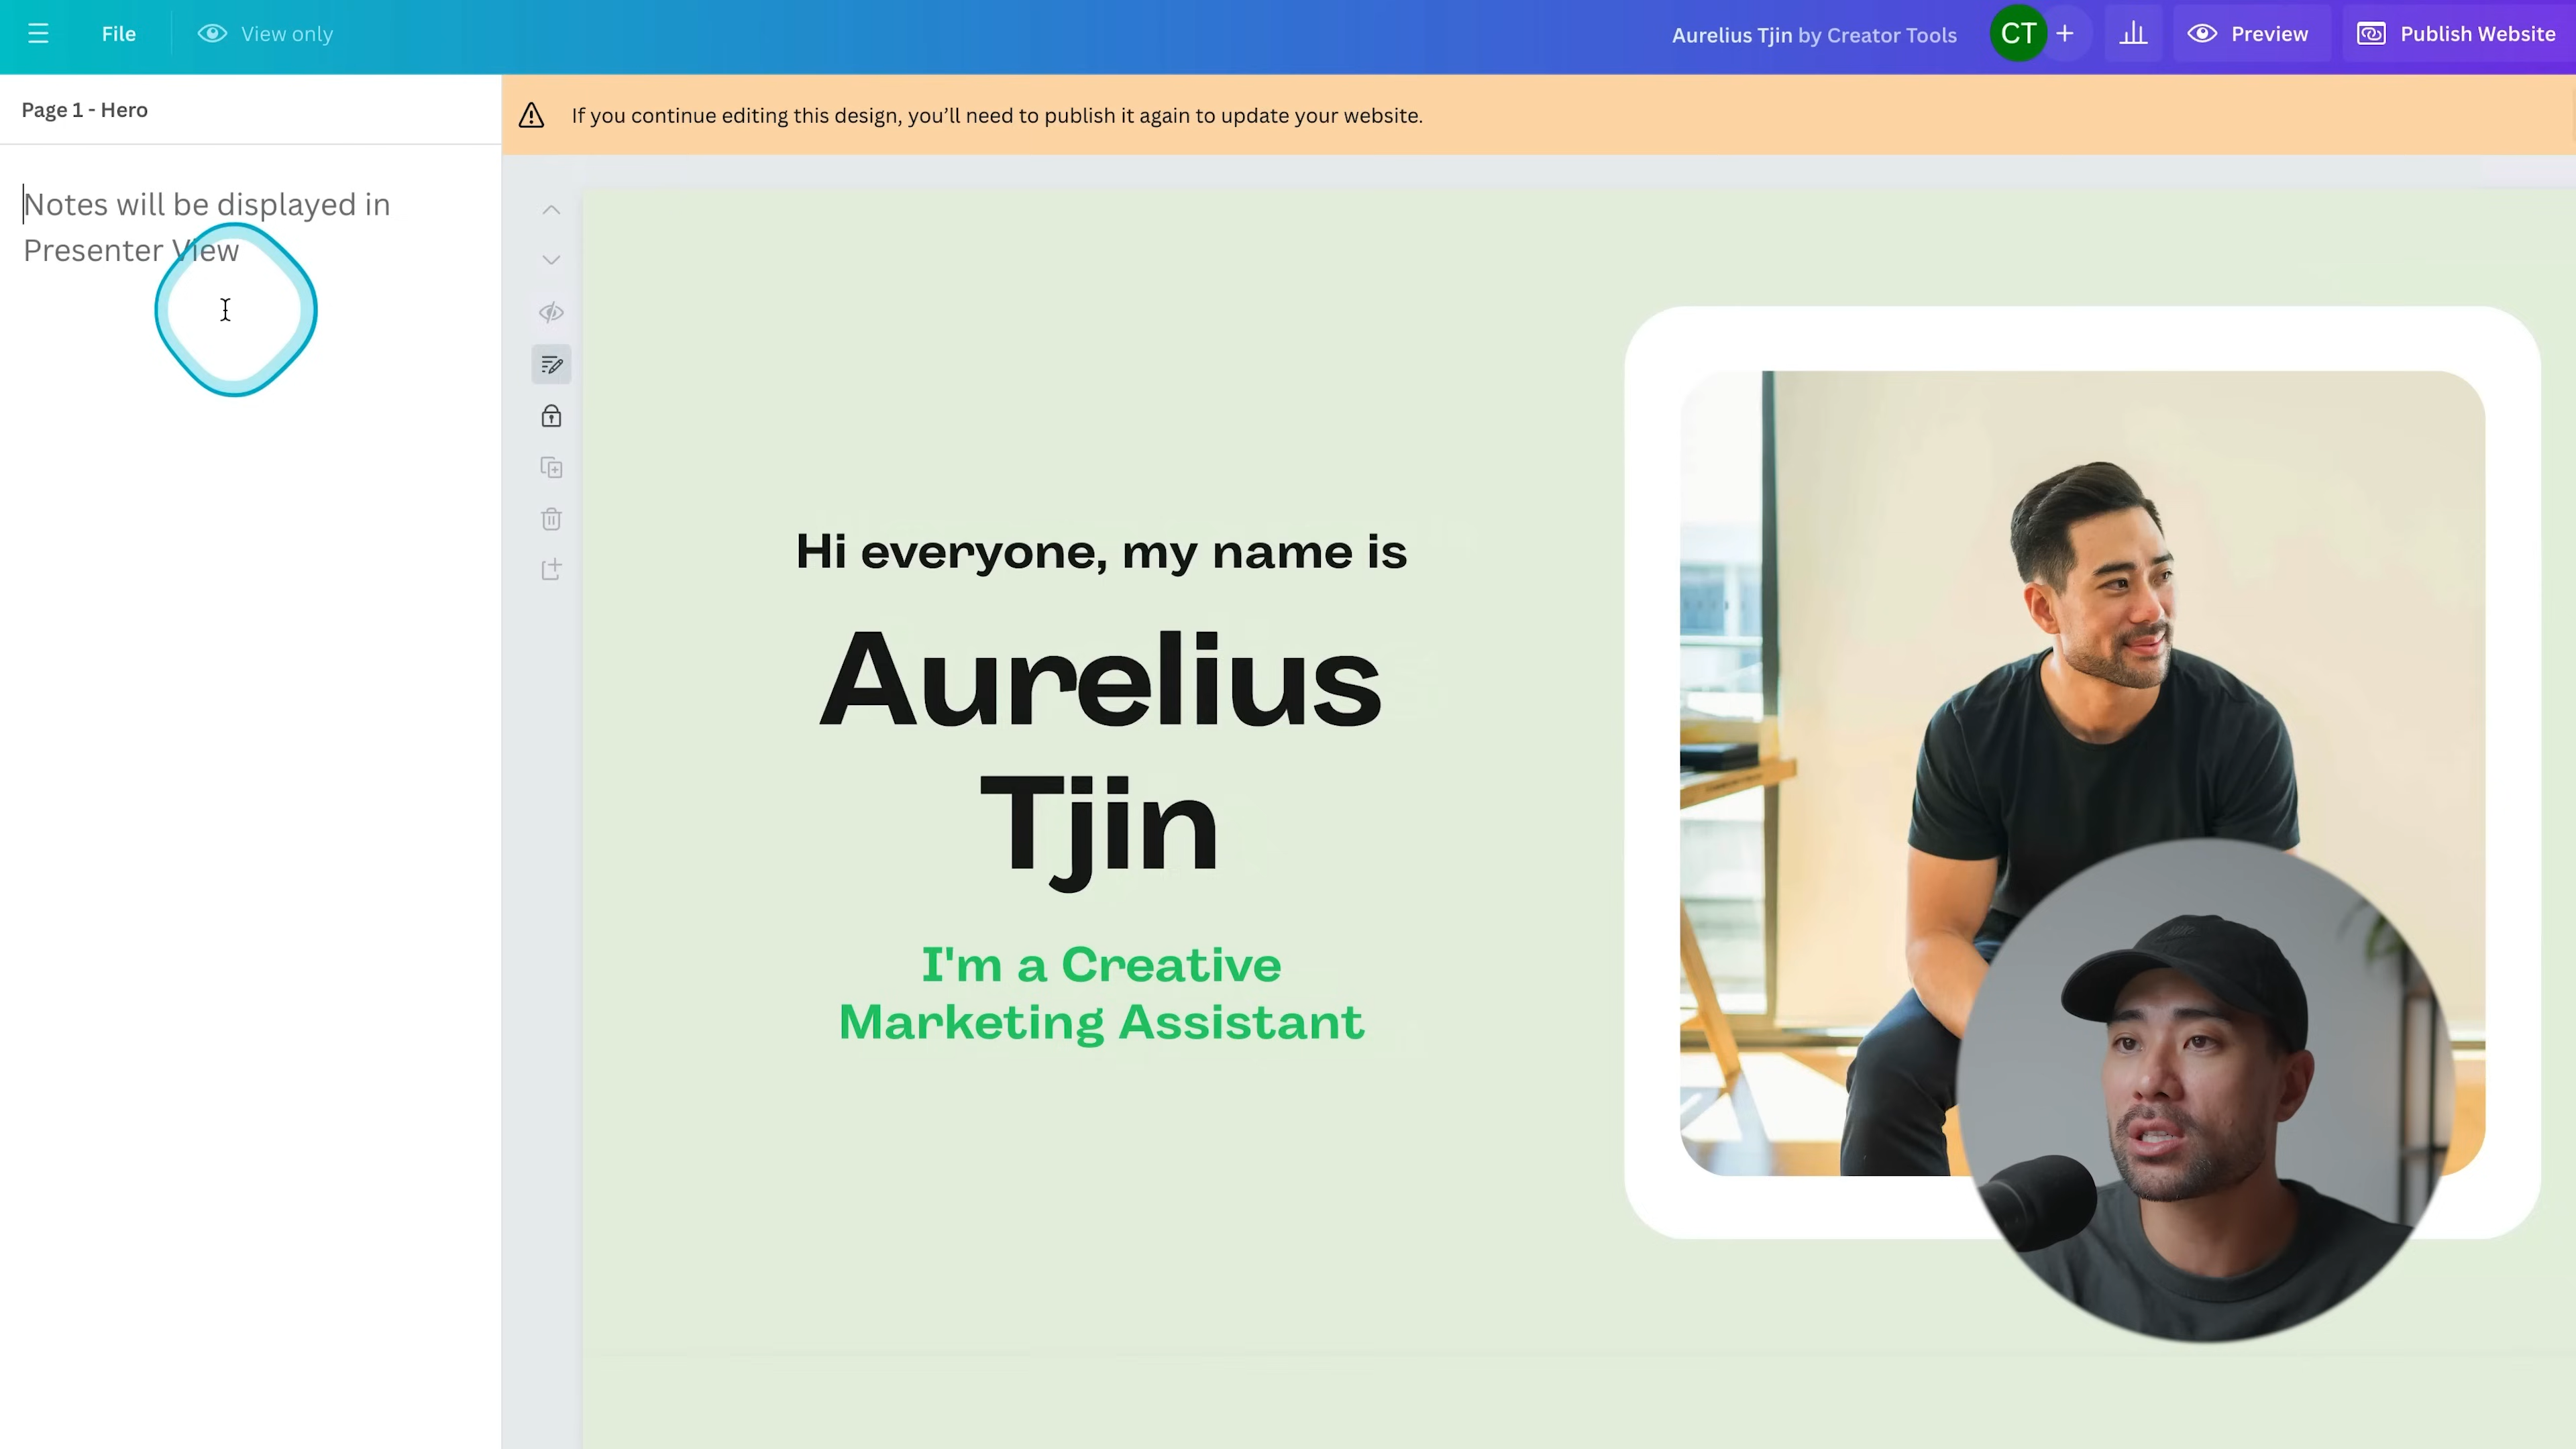 File
View only
Aurelius Tjin by Creator Tools
CT
Preview
Publish Website
Page 1 - Hero
If you continue editing this design, you'll need to publish it again to update your website.
Notes will be displayed in
Presenter View
Hi everyone, my name is
Aurelius
Tjin
I'm a Creative
Marketing Assistant